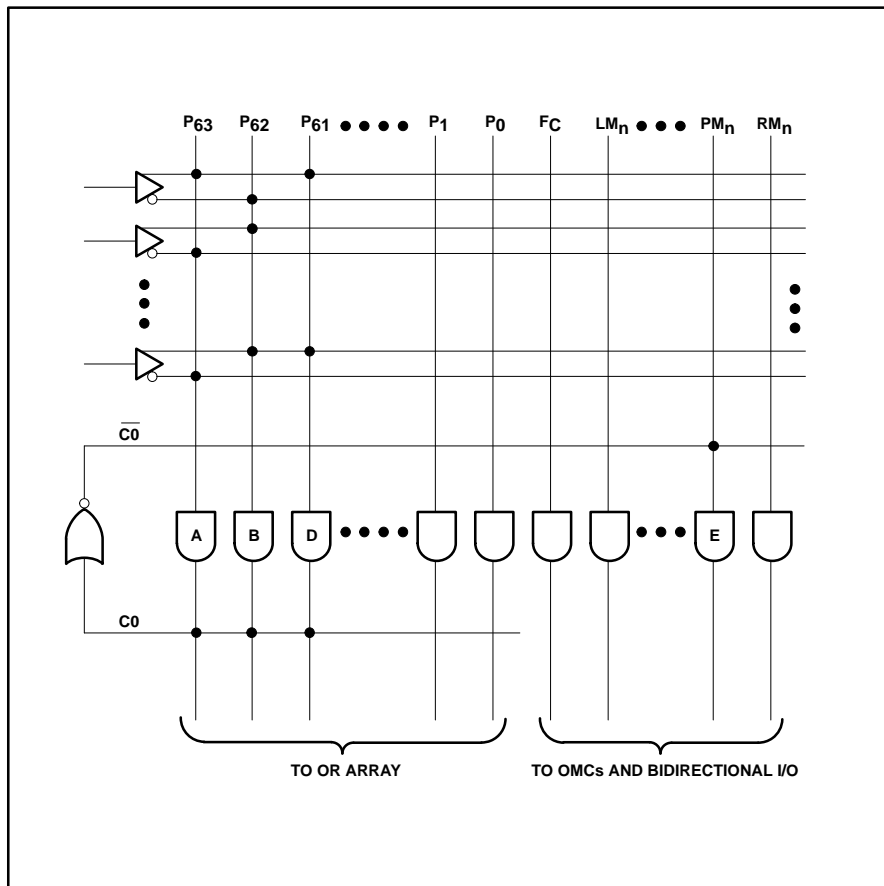 P63 P62 P61 P1 P0 FC LMn PMn RMn
C0
A B D E
C0
TO OR ARRAY TO OMCs AND BIDIRECTIONAL I/O